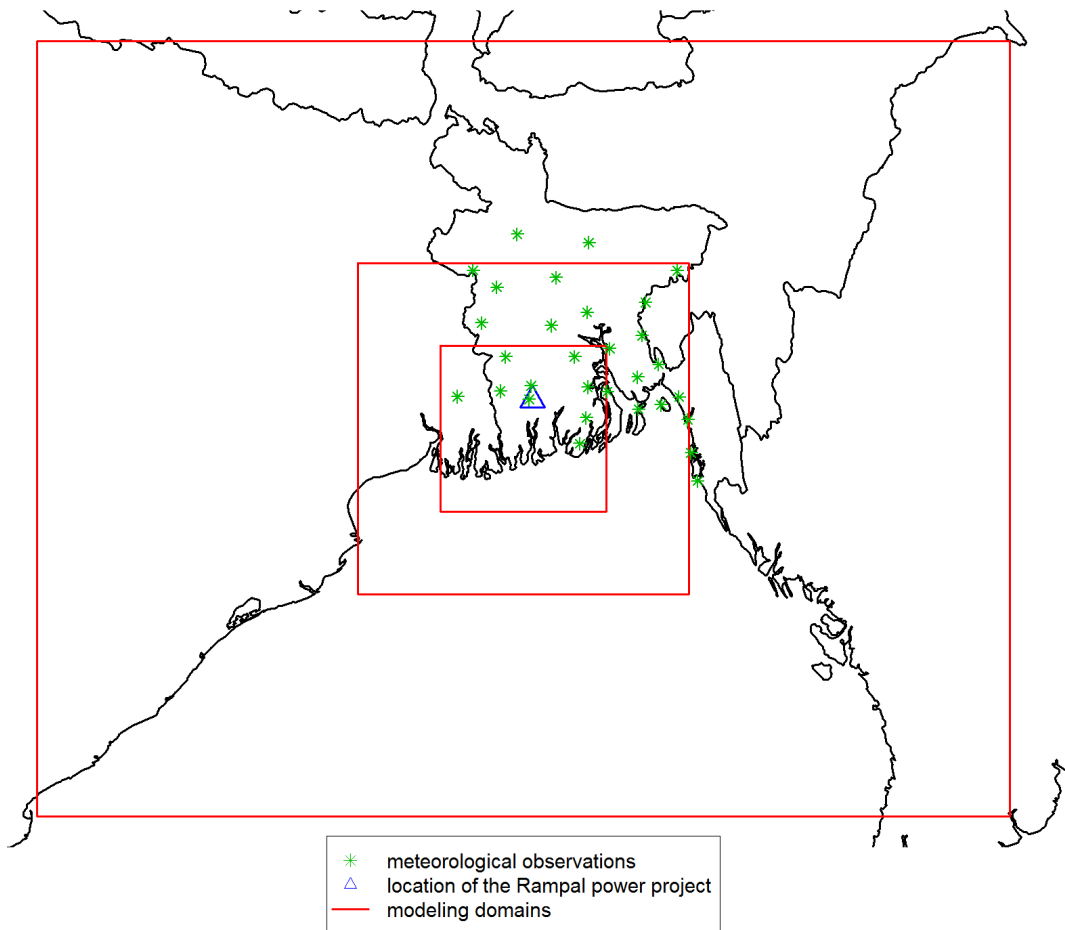 meteorological observations
location of the Rampal power project
modeling domains